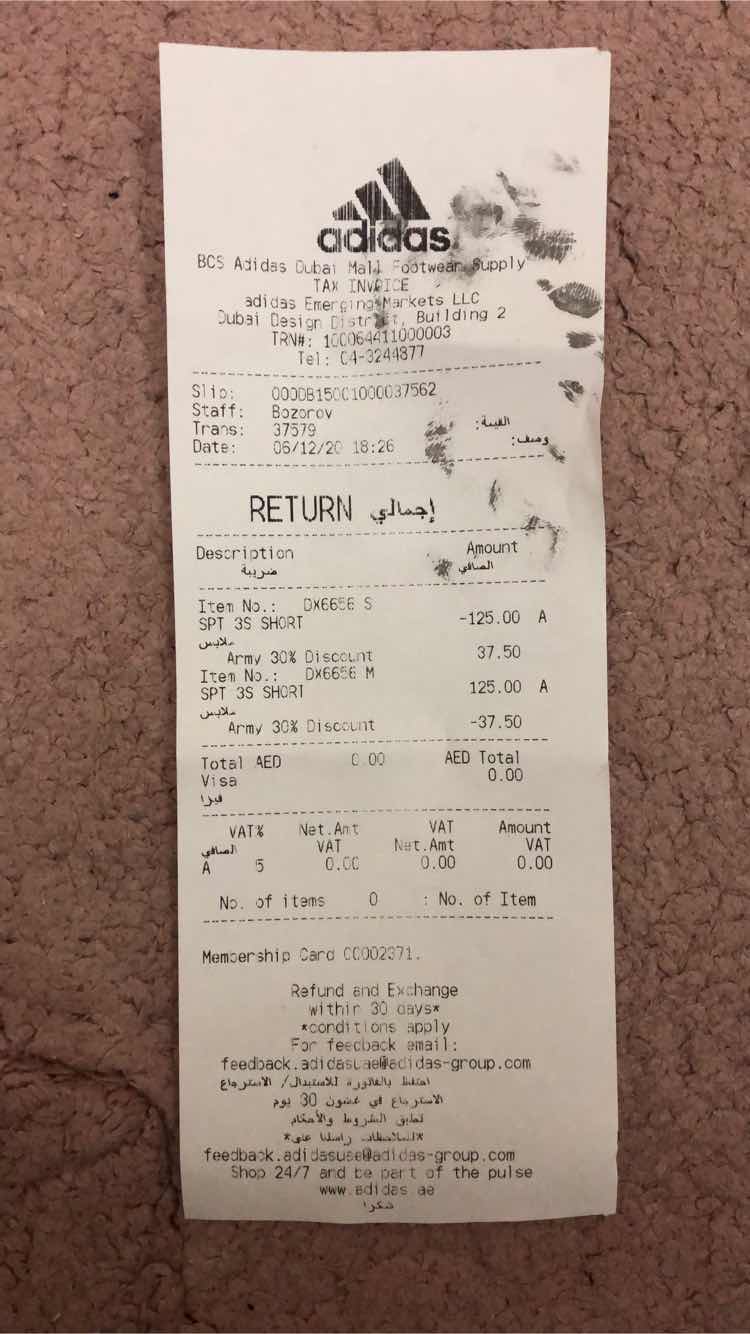 adidas
BCS Adidas Dubai Mall Footwear Supply
TAX INVOICE
adidas Emerging Markets LLC
Dubai Design District, Building 2
TRN#: 100064411000003
Tel: 04-3244877
Slip: 0000B15001000037562
Staff: Bozorov
Trans: 37579 القيمة:
Date: 06/12/20 18:26 وصف:
RETURN إجمالي
Description Amount
ضريبة الصافي
Item No.: DX6656 S
SPT 3S SHORT -125.00 A
ملابس
Army 30% Discount 37.50
Item No.: DX6656 M
SPT 3S SHORT 125.00 A
ملابس
Army 30% Discount -37.50
Total AED 0.00 AED Total
Visa 0.00
فيزا
VAT% Net.Amt VAT Amount
الصافي VAT Net.Amt VAT
A 5 0.00 0.00 0.00
No. of items 0 : No. of Item
Membership Card 00002371.
Refund and Exchange
within 30 days*
*conditions apply
For feedback email:
feedback.adidasuae@adidas-group.com
احتفظ بالفاتورة للاستبدال/ الاسترجاع
الاسترجاع في غضون 30 يوم
تطبق الشروط والأحكام
*للملاحظات راسلنا على*
feedback.adidasuae@adidas-group.com
Shop 24/7 and be part of the pulse
www.adidas.ae
شكرا